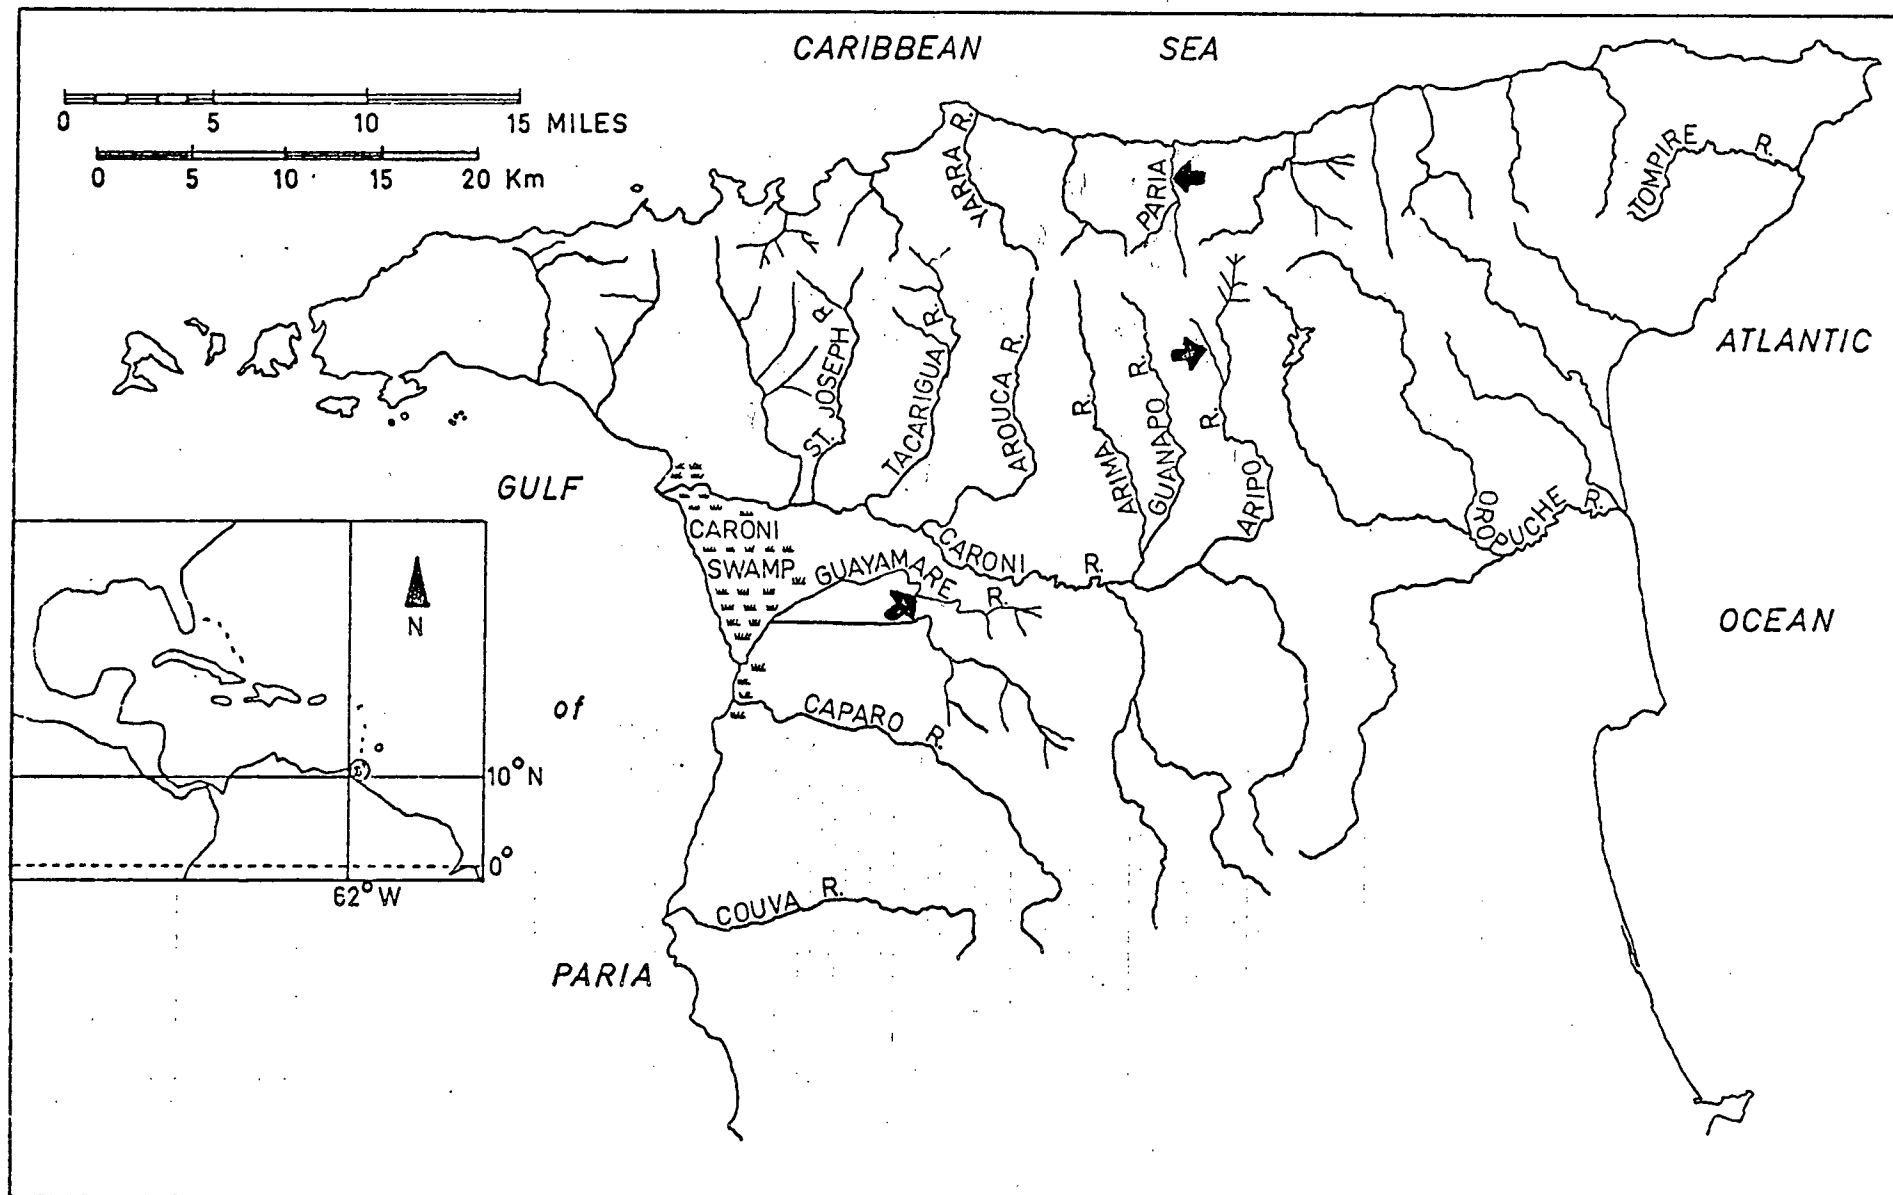 CARIBBEAN SEA
0 5 10 15 MILES
0 5 10 15 20 Km
YARRA R.
PARIA
TOMPIRE R.
ST. JOSEPH R.
TACARIGUA R.
AROUCA R.
ARIMA R.
GUANAPO R.
ARIPO R.
ATLANTIC
OCEAN
OROPUCHE R.
GULF
of
PARIA
CARONI
SWAMP
CARONI R.
GUAYAMARE R.
CAPARO R.
COUVA R.
N
10°N
0°
62°W